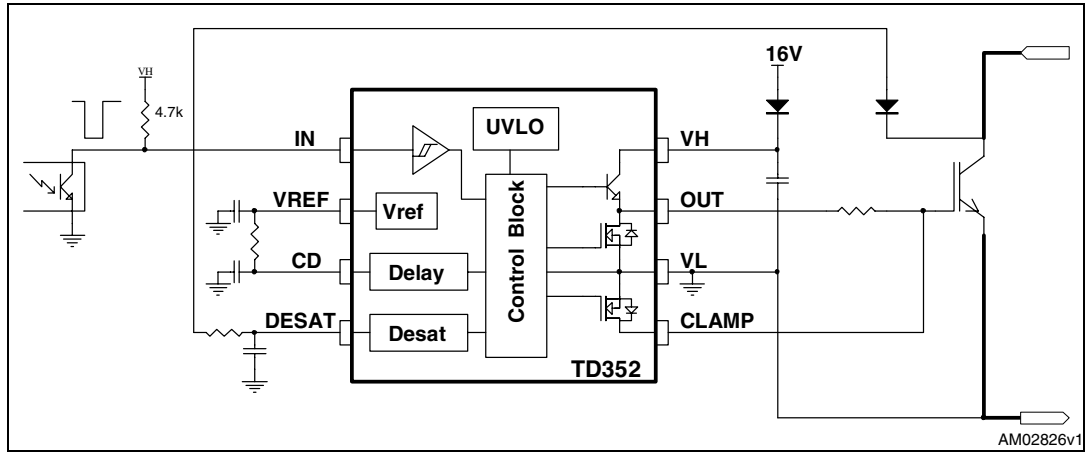 16V
VH
4.7k
IN
UVLO
VH
VREF
Vref
OUT
Control Block
CD
Delay
VL
DESAT
Desat
CLAMP
TD352
AM02826v1